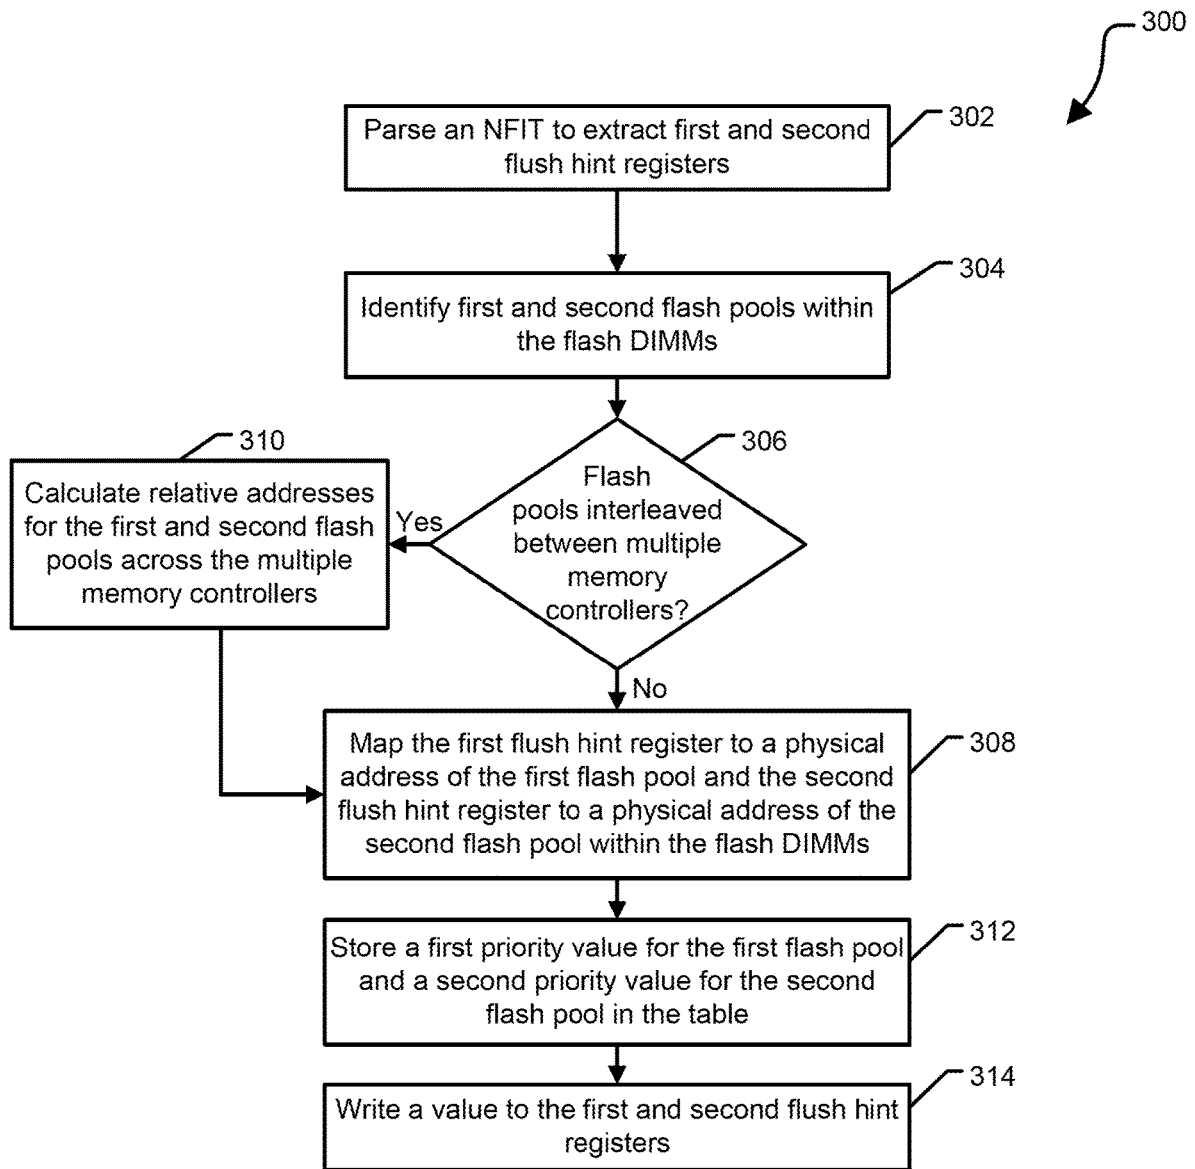 300
Parse an NFIT to extract first and second
flush hint registers
302
Identify first and second flash pools within
the flash DIMMs
304
Flash
pools interleaved
between multiple
memory
controllers?
306
Yes
310
Calculate relative addresses
for the first and second flash
pools across the multiple
memory controllers
No
Map the first flush hint register to a physical
address of the first flash pool and the second
flush hint register to a physical address of the
second flash pool within the flash DIMMs
308
Store a first priority value for the first flash pool
and a second priority value for the second
flash pool in the table
312
Write a value to the first and second flush hint
registers
314